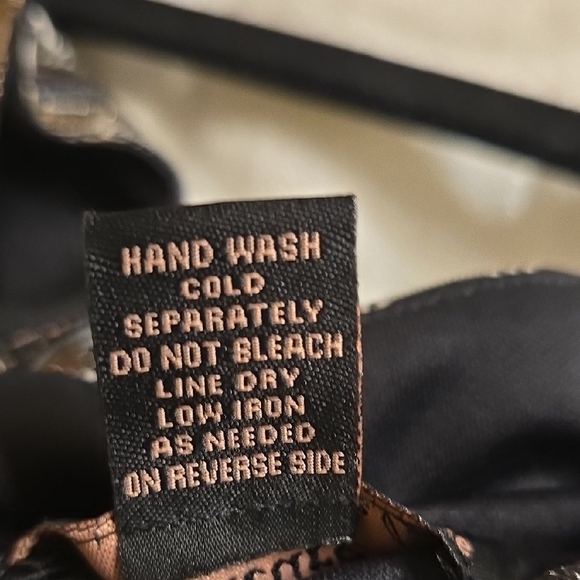 HAND WASH
COLD
SEPARATELY
DO NOT BLEACH
LINE DRY
LOW IRON
AS NEEDED
ON REVERSE SIDE